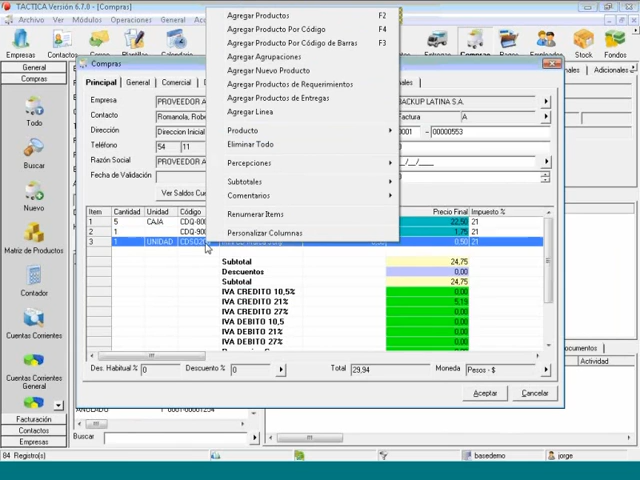 TACTICA Versión 6.7.0 - [Compras]
Archivo Ver Módulos Operaciones General
Empresas
Fondos
Agregar Productos F2
Agregar Producto Por Código F4
Agregar Producto Por Código de Barras F3
Agregar Agrupaciones
Agregar Nuevo Producto
Agregar Productos de Requerimientos
Agregar Productos de Entregas
Agregar Linea
Producto
Eliminar Todo
Percepciones
Subtotales
Comentarios
Renumerar Items
Personalizar Columnas
General
Compras
Todo
Buscar
Nuevo
Matriz de Productos
Contador
Cuentas Corrientes
Cuentas Corrientes General
Facturación
Contactos
Empresas
Compras
Principal General Comercial
Adicionales
Empresa PROVEEDOR A
BACKUP LATINA S.A.
Contacto Romanola,
Factura A
Dirección Direccion Inicial
0001 - 00000553
Teléfono 54 11
Razón Social PROVEEDOR A
Fecha de Validación
Ver Saldos
Item Cantidad Unidad Código Precio Final Impuesto %
1 5 CAJA 22,50 21
2 1 1,75 21
3 1 UNIDAD 0,50 21
Subtotal 24,75
Descuentos 0,00
Subtotal 24,75
IVA CREDITO 10,5% 0,00
IVA CREDITO 21% 5,19
IVA CREDITO 27% 0,00
IVA DEBITO 10,5 0,00
IVA DEBITO 21% 0,00
IVA DEBITO 27% 0,00
Des. Habitual % 0 Descuento % 0 Total 29,94 Moneda Pesos - $
Aceptar Cancelar
Actividad
Buscar
84 Registro(s) basedemo jorge